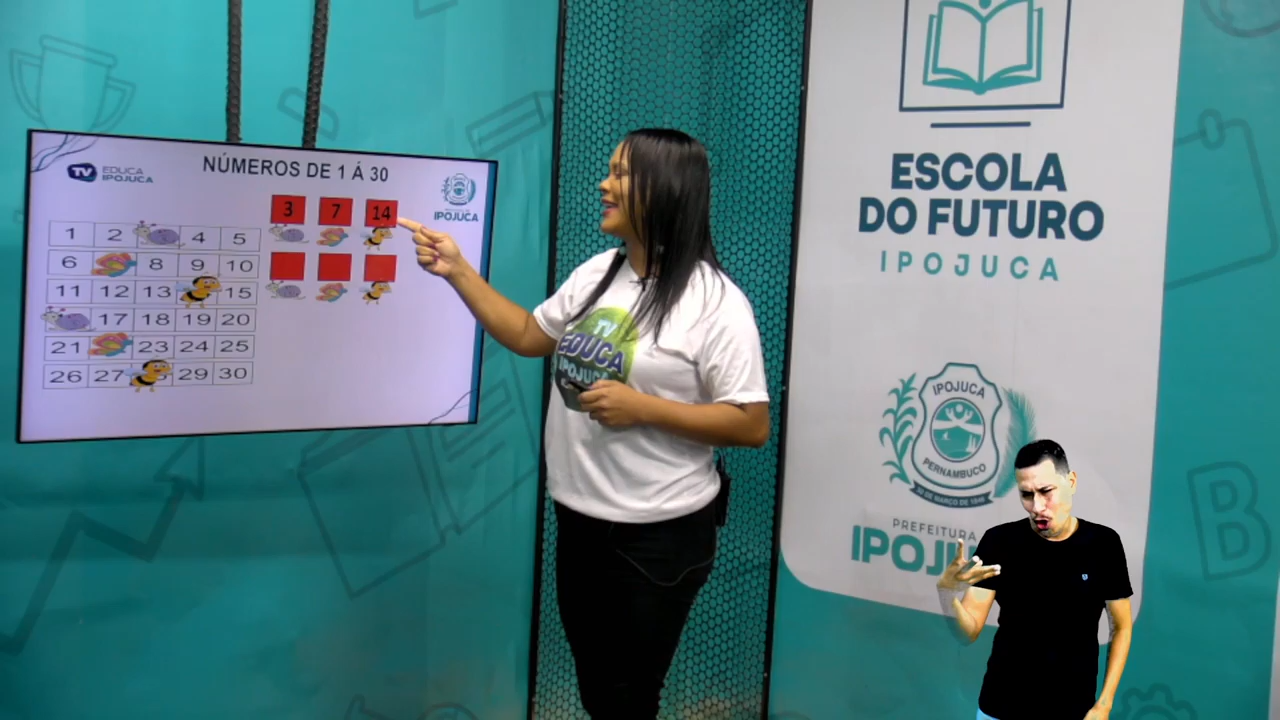 NÚMEROS DE 1 Á 30
TV EDUCA IPOJUCA
IPOJUCA
3 7 14
1 2 4 5
6 8 9 10
11 12 13 15
17 18 19 20
21 23 24 25
26 27 29 30
TV
EDUCA
IPOJUCA
ESCOLA
DO FUTURO
IPOJUCA
IPOJUCA
PERNAMBUCO
PREFEITURA
IPOJU
B